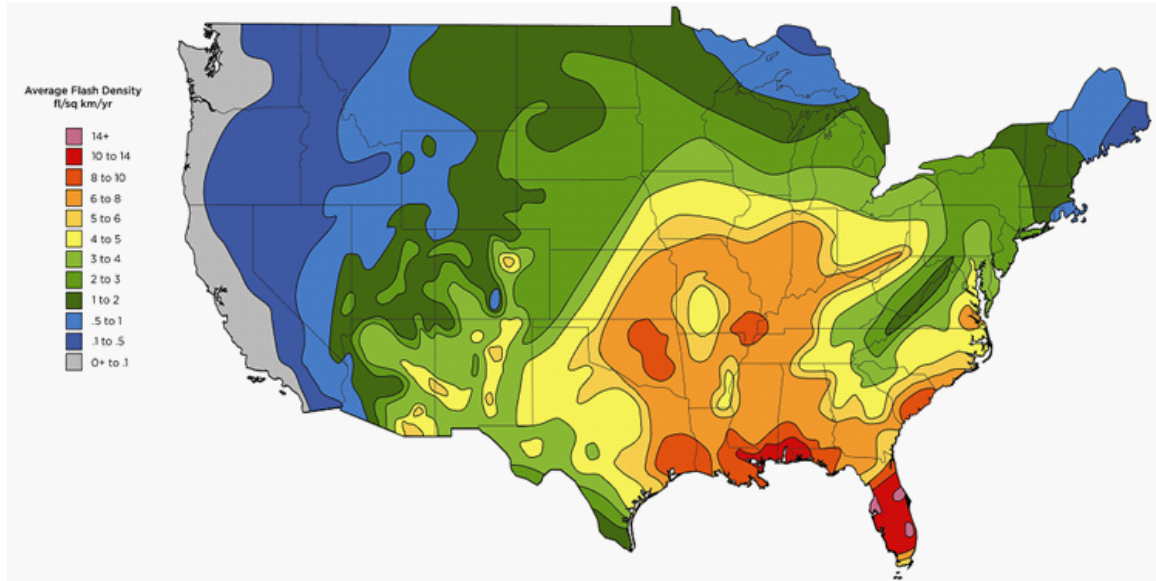 Average Flash Density
fl/sq km/yr
14+
10 to 14
8 to 10
6 to 8
5 to 6
4 to 5
3 to 4
2 to 3
1 to 2
.5 to 1
.1 to .5
0+ to .1